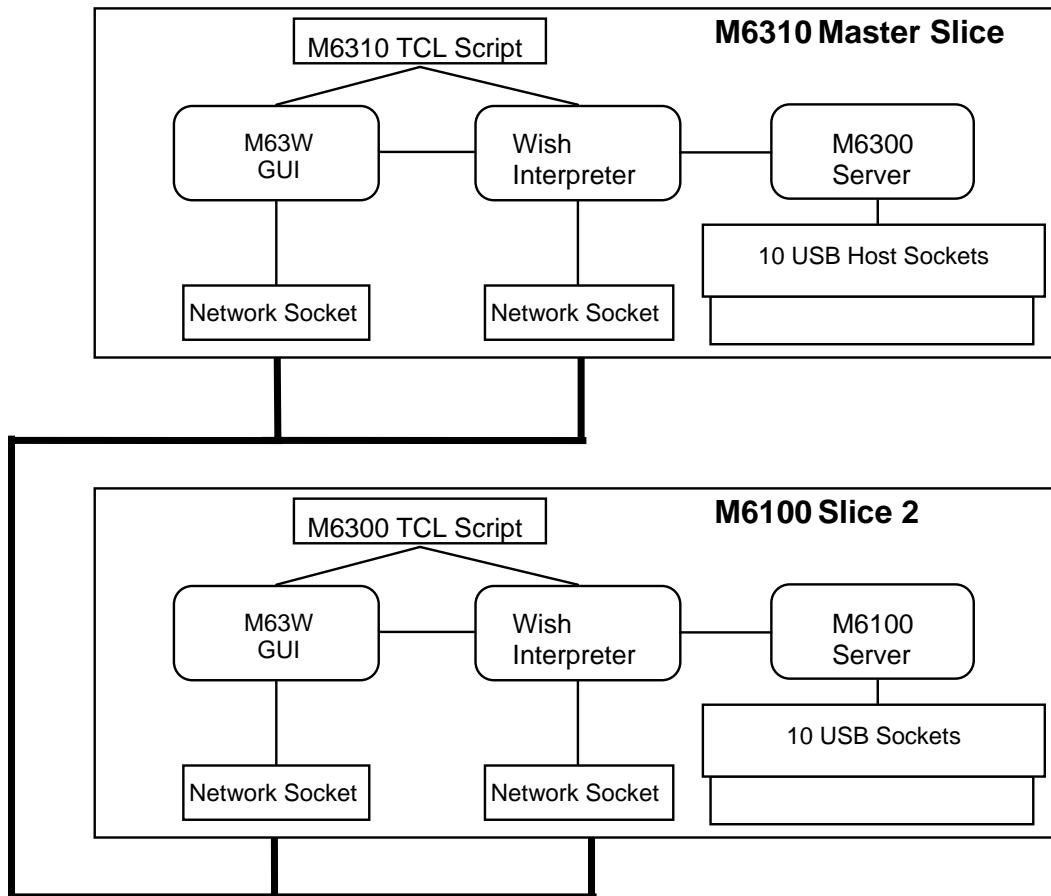 M6310 Master Slice
M6310 TCL Script
M63W
GUI
Wish
Interpreter
M6300
Server
10 USB Host Sockets
Network Socket
Network Socket
M6100 Slice 2
M6300 TCL Script
M63W
GUI
Wish
Interpreter
M6100
Server
10 USB Sockets
Network Socket
Network Socket